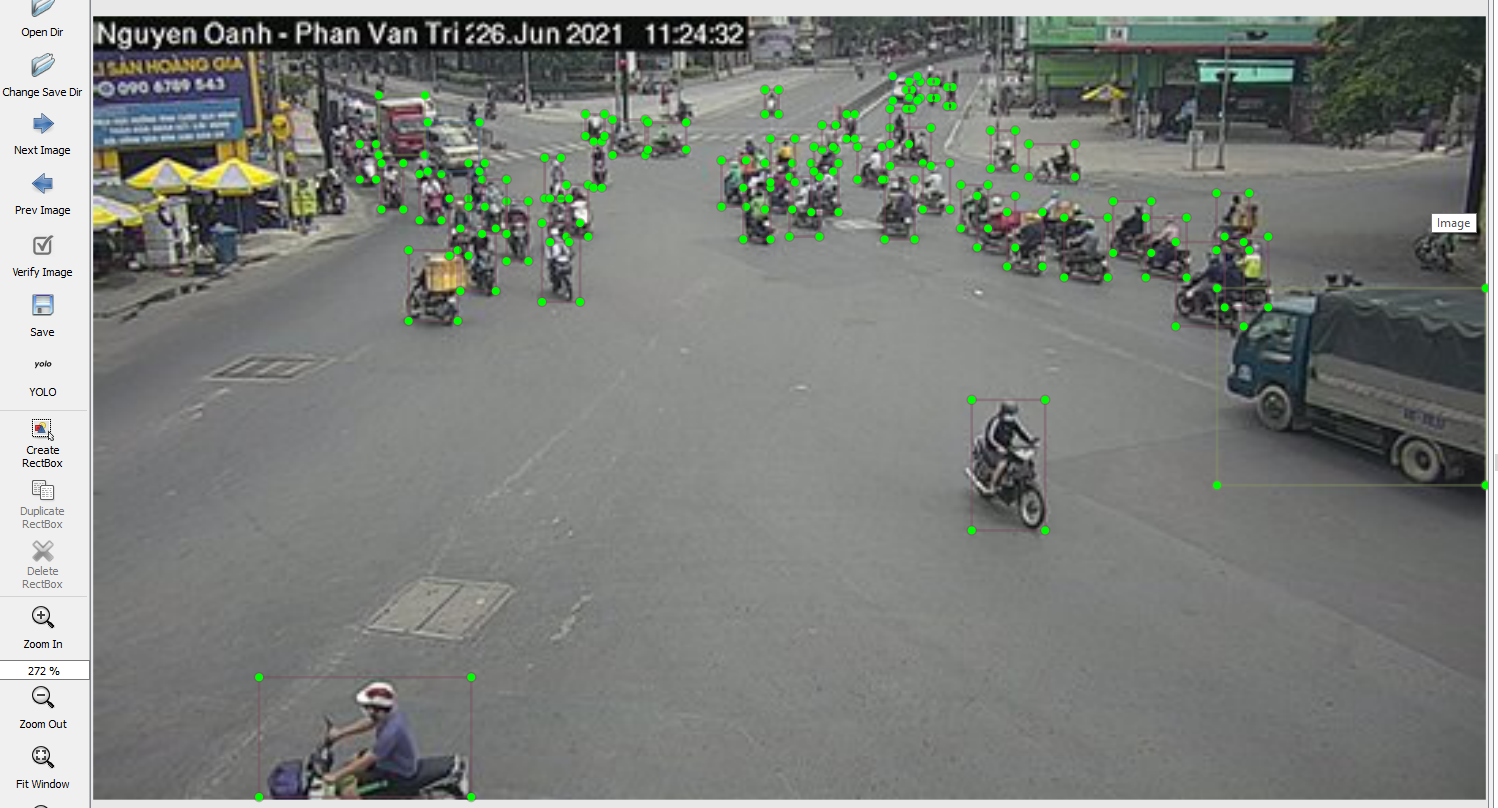 Open Dir
Change Save Dir
Next Image
Prev Image
Verify Image
Save
yolo
YOLO
Create
RectBox
Duplicate
RectBox
Delete
RectBox
Zoom In
272 %
Zoom Out
Fit Window
Nguyen Oanh - Phan Van Tri 26.Jun 2021 11:24:32
SÀN HOÀNG GIA
090 6789 543
Image